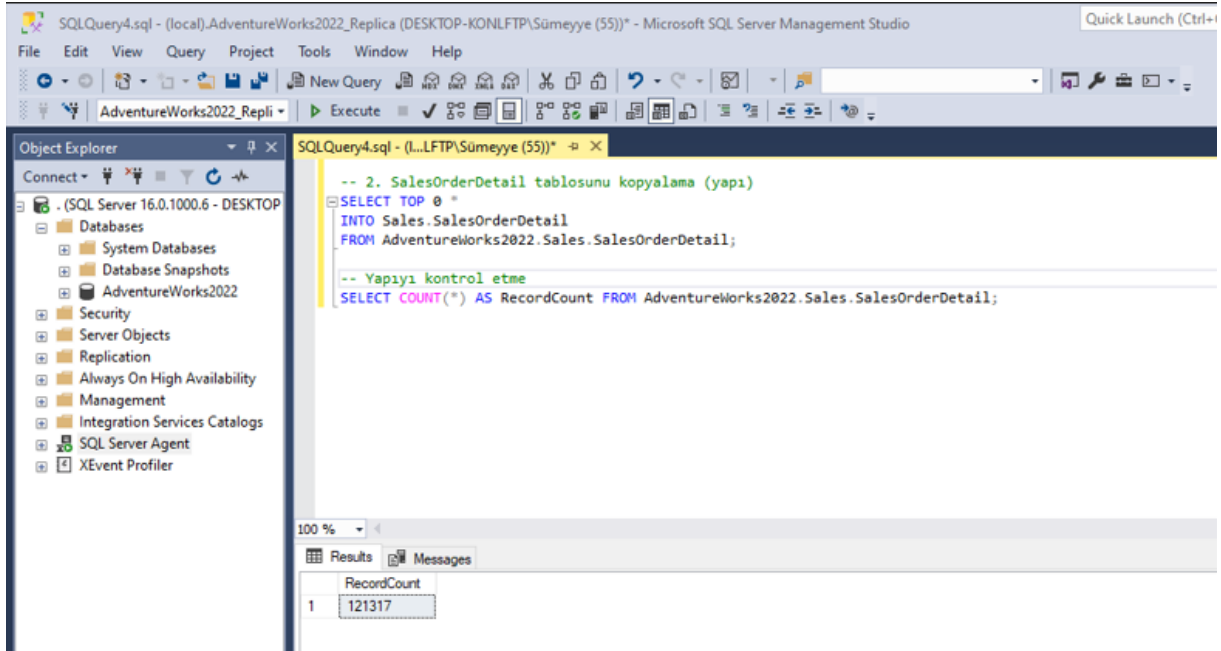 SQLQuery4.sql - (local).AdventureWorks2022_Replica (DESKTOP-KONLFTP\Sümeyye (55))* - Microsoft SQL Server Management Studio
Quick Launch (Ctrl+
File Edit View Query Project Tools Window Help
New Query
AdventureWorks2022_Repli
Execute
Object Explorer
SQLQuery4.sql - (l...LFTP\Sümeyye (55))*
Connect
. (SQL Server 16.0.1000.6 - DESKTOP
Databases
System Databases
Database Snapshots
AdventureWorks2022
Security
Server Objects
Replication
Always On High Availability
Management
Integration Services Catalogs
SQL Server Agent
XEvent Profiler
-- 2. SalesOrderDetail tablosunu kopyalama (yapı)
SELECT TOP 0 *
INTO Sales.SalesOrderDetail
FROM AdventureWorks2022.Sales.SalesOrderDetail;
-- Yapıyı kontrol etme
SELECT COUNT(*) AS RecordCount FROM AdventureWorks2022.Sales.SalesOrderDetail;
100 %
Results Messages
RecordCount
1 121317